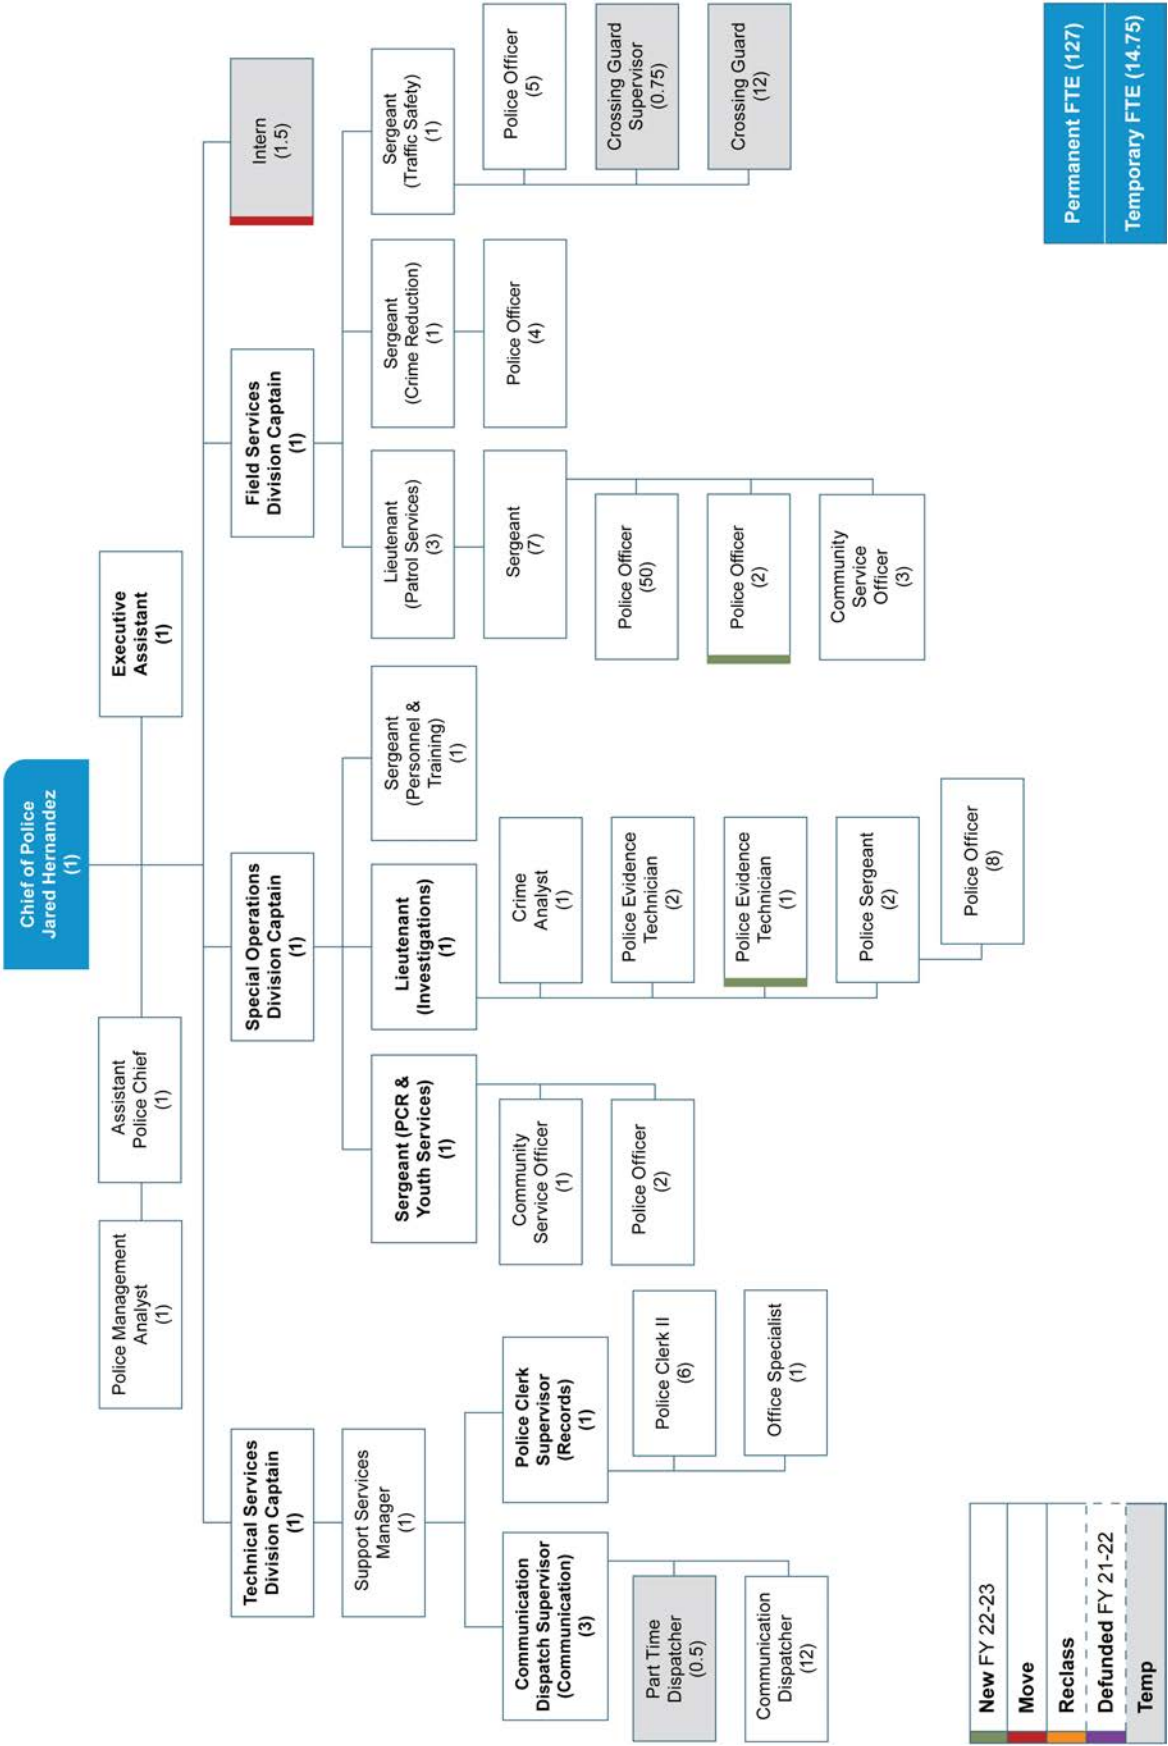 Chief of Police
Jared Hernandez
(1)
Police Management
Analyst
(1)
Assistant
Police Chief
(1)
Executive
Assistant
(1)
Technical Services
Division Captain
(1)
Special Operations
Division Captain
(1)
Field Services
Division Captain
(1)
Intern
(1.5)
Support Services
Manager
(1)
Communication
Dispatch Supervisor
(Communication)
(3)
Part Time
Dispatcher
(0.5)
Communication
Dispatcher
(12)
Police Clerk
Supervisor
(Records)
(1)
Police Clerk II
(6)
Office Specialist
(1)
Sergeant (PCR &
Youth Services)
(1)
Community
Service Officer
(1)
Police Officer
(2)
Lieutenant
(Investigations)
(1)
Crime
Analyst
(1)
Police Evidence
Technician
(2)
Police Evidence
Technician
(1)
Police Sergeant
(2)
Police Officer
(8)
Sergeant
(Personnel &
Training)
(1)
Lieutenant
(Patrol Services)
(3)
Sergeant
(7)
Police Officer
(50)
Police Officer
(2)
Community
Service
Officer
(3)
Sergeant
(Crime Reduction)
(1)
Police Officer
(4)
Sergeant
(Traffic Safety)
(1)
Police Officer
(5)
Crossing Guard
Supervisor
(0.75)
Crossing Guard
(12)
New FY 22-23
Move
Reclass
Defunded FY 21-22
Temp
Permanent FTE (127)
Temporary FTE (14.75)